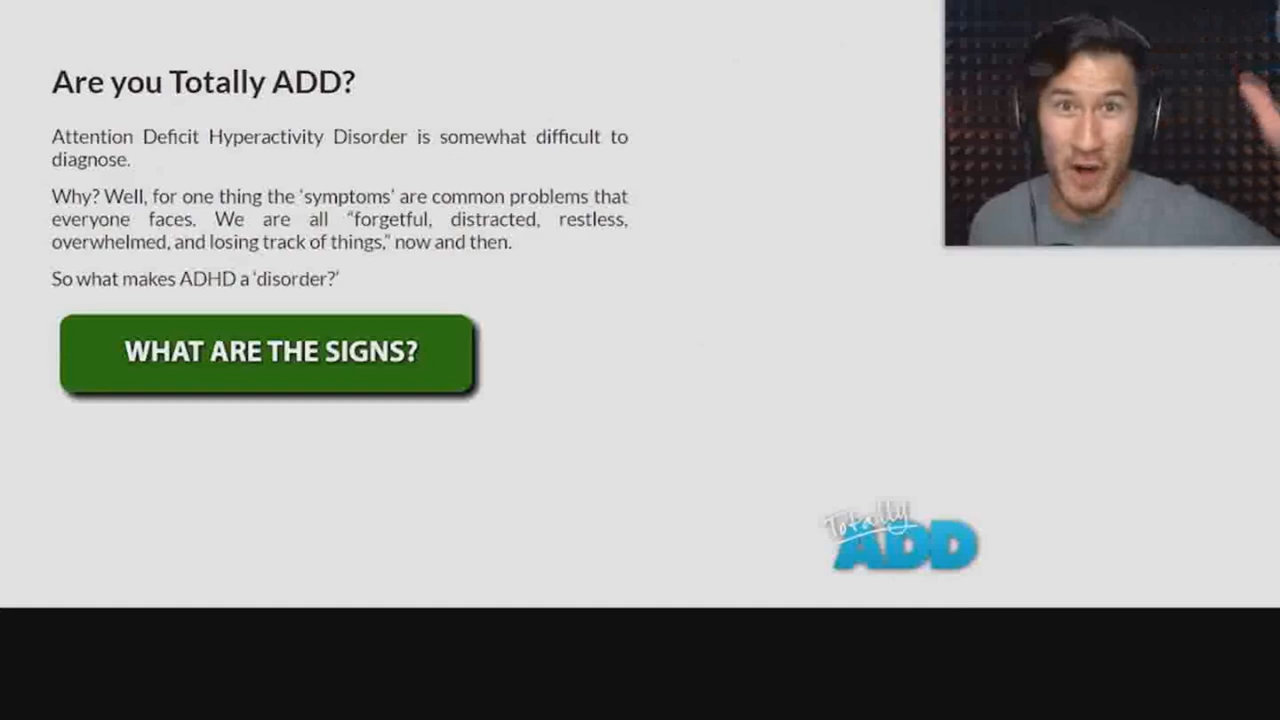 Are you Totally ADD?
Attention Deficit Hyperactivity Disorder is somewhat difficult to
diagnose.
Why? Well, for one thing the ‘symptoms’ are common problems that
everyone faces. We are all “forgetful, distracted, restless,
overwhelmed, and losing track of things,” now and then.
So what makes ADHD a ‘disorder?’
WHAT ARE THE SIGNS?
Totally
ADD